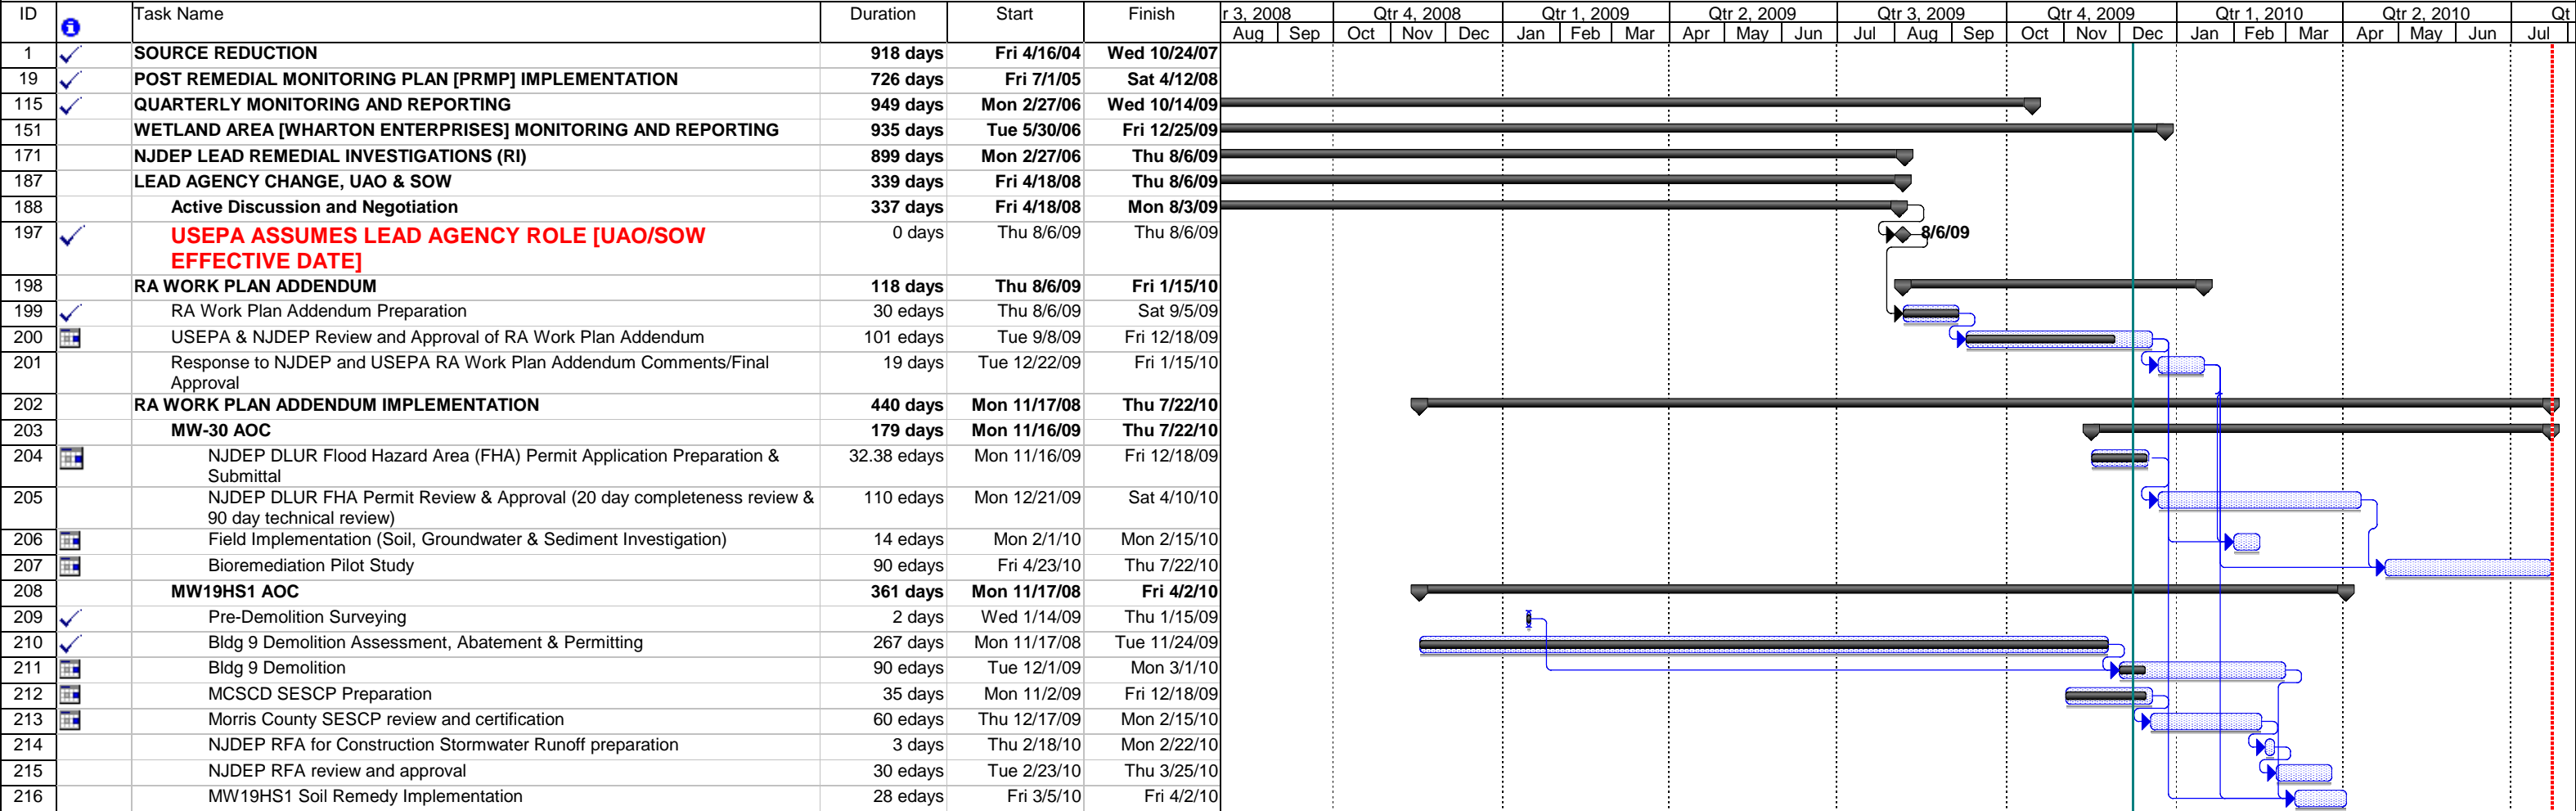 ID Task Name Duration Start Finish r 3, 2008 Qtr 4, 2008 Qtr 1, 2009 Qtr 2, 2009 Qtr 3, 2009 Qtr 4, 2009 Qtr 1, 2010 Qtr 2, 2010 Qt
Aug Sep Oct Nov Dec Jan Feb Mar Apr May Jun Jul Aug Sep Oct Nov Dec Jan Feb Mar Apr May Jun Jul
1 SOURCE REDUCTION 918 days Fri 4/16/04 Wed 10/24/07
19 POST REMEDIAL MONITORING PLAN [PRMP] IMPLEMENTATION 726 days Fri 7/1/05 Sat 4/12/08
115 QUARTERLY MONITORING AND REPORTING 949 days Mon 2/27/06 Wed 10/14/09
151 WETLAND AREA [WHARTON ENTERPRISES] MONITORING AND REPORTING 935 days Tue 5/30/06 Fri 12/25/09
171 NJDEP LEAD REMEDIAL INVESTIGATIONS (RI) 899 days Mon 2/27/06 Thu 8/6/09
187 LEAD AGENCY CHANGE, UAO & SOW 339 days Fri 4/18/08 Thu 8/6/09
188 Active Discussion and Negotiation 337 days Fri 4/18/08 Mon 8/3/09
197 USEPA ASSUMES LEAD AGENCY ROLE [UAO/SOW 0 days Thu 8/6/09 Thu 8/6/09 8/6/09
EFFECTIVE DATE]
198 RA WORK PLAN ADDENDUM 118 days Thu 8/6/09 Fri 1/15/10
199 RA Work Plan Addendum Preparation 30 edays Thu 8/6/09 Sat 9/5/09
200 USEPA & NJDEP Review and Approval of RA Work Plan Addendum 101 edays Tue 9/8/09 Fri 12/18/09
201 Response to NJDEP and USEPA RA Work Plan Addendum Comments/Final 19 days Tue 12/22/09 Fri 1/15/10
Approval
202 RA WORK PLAN ADDENDUM IMPLEMENTATION 440 days Mon 11/17/08 Thu 7/22/10
203 MW-30 AOC 179 days Mon 11/16/09 Thu 7/22/10
204 NJDEP DLUR Flood Hazard Area (FHA) Permit Application Preparation & 32.38 edays Mon 11/16/09 Fri 12/18/09
Submittal
205 NJDEP DLUR FHA Permit Review & Approval (20 day completeness review & 110 edays Mon 12/21/09 Sat 4/10/10
90 day technical review)
206 Field Implementation (Soil, Groundwater & Sediment Investigation) 14 edays Mon 2/1/10 Mon 2/15/10
207 Bioremediation Pilot Study 90 edays Fri 4/23/10 Thu 7/22/10
208 MW19HS1 AOC 361 days Mon 11/17/08 Fri 4/2/10
209 Pre-Demolition Surveying 2 days Wed 1/14/09 Thu 1/15/09
210 Bldg 9 Demolition Assessment, Abatement & Permitting 267 days Mon 11/17/08 Tue 11/24/09
211 Bldg 9 Demolition 90 edays Tue 12/1/09 Mon 3/1/10
212 MCSCD SESCP Preparation 35 days Mon 11/2/09 Fri 12/18/09
213 Morris County SESCP review and certification 60 edays Thu 12/17/09 Mon 2/15/10
214 NJDEP RFA for Construction Stormwater Runoff preparation 3 days Thu 2/18/10 Mon 2/22/10
215 NJDEP RFA review and approval 30 edays Tue 2/23/10 Thu 3/25/10
216 MW19HS1 Soil Remedy Implementation 28 edays Fri 3/5/10 Fri 4/2/10